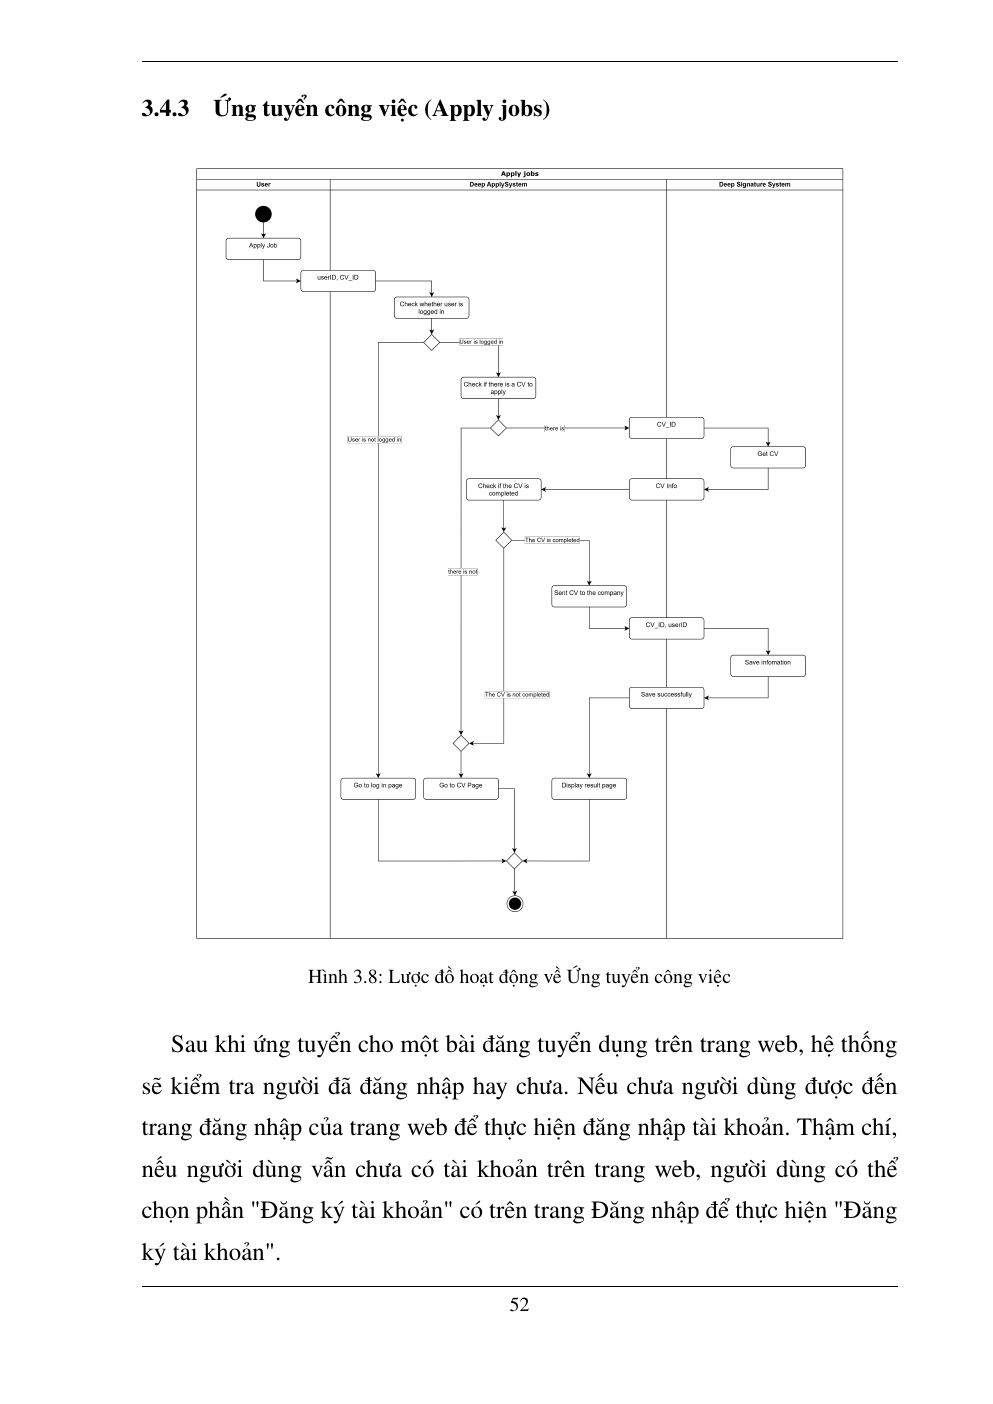 3.4.3 Ứng tuyển công việc (Apply jobs)
Apply jobs
User
Deep ApplySystem
Deep Signature System
Apply Job
userID, CV_ID
Check whether user is
logged in
User is logged in
Check if there is a CV to
apply
there is
CV_ID
User is not logged in
Get CV
Check if the CV is
completed
CV Info
The CV is completed
there is not
Sent CV to the company
CV_ID, userID
Save infomation
The CV is not completed
Save successfully
Go to log in page
Go to CV Page
Display result page
Hình 3.8: Lược đồ hoạt động về Ứng tuyển công việc
Sau khi ứng tuyển cho một bài đăng tuyển dụng trên trang web, hệ thống
sẽ kiểm tra người đã đăng nhập hay chưa. Nếu chưa người dùng được đến
trang đăng nhập của trang web để thực hiện đăng nhập tài khoản. Thậm chí,
nếu người dùng vẫn chưa có tài khoản trên trang web, người dùng có thể
chọn phần "Đăng ký tài khoản" có trên trang Đăng nhập để thực hiện "Đăng
ký tài khoản".
52